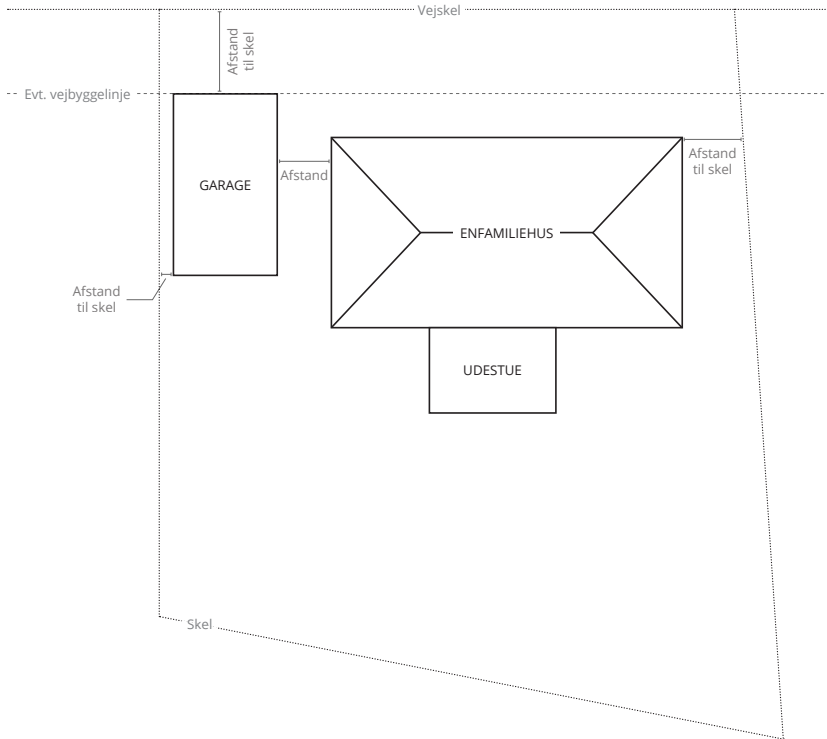 Vejskel
Afstand
til skel
Evt. vejbyggelinje
Afstand
til skel
Afstand
GARAGE
ENFAMILIEHUS
Afstand
til skel
UDESTUE
Skel